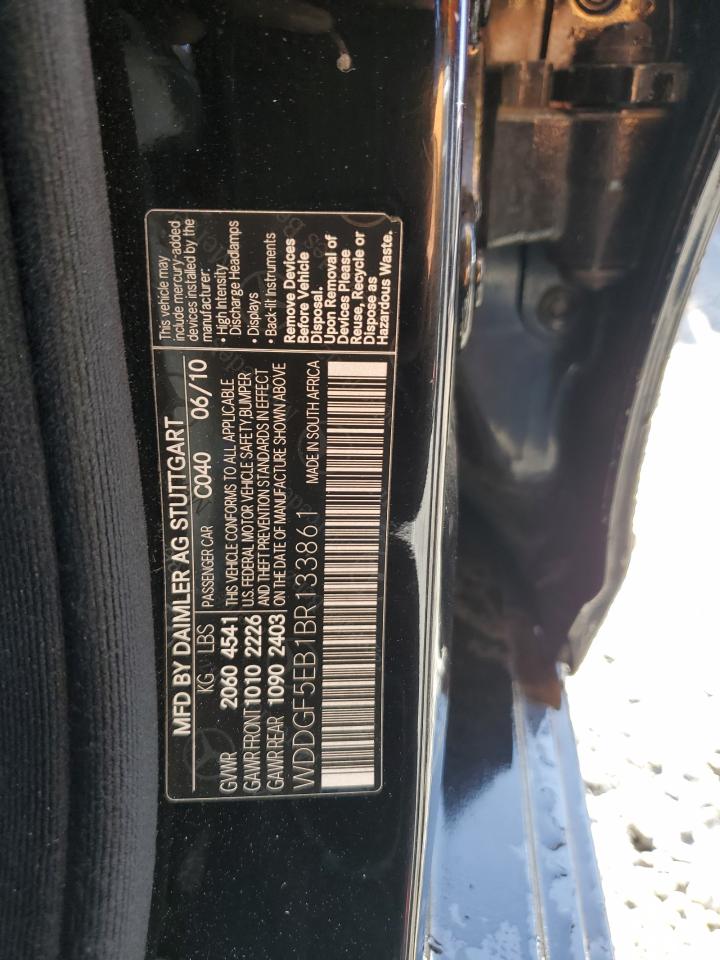 MFD BY DAIMLER AG STUTTGART
KG LBS
GVWR 2060 4541
GAWR FRONT 1010 2226
GAWR REAR 1090 2403
PASSENGER CAR C040 06/10
THIS VEHICLE CONFORMS TO ALL APPLICABLE
U.S. FEDERAL MOTOR VEHICLE SAFETY, BUMPER
AND THEFT PREVENTION STANDARDS IN EFFECT
ON THE DATE OF MANUFACTURE SHOWN ABOVE
WDDGF5EB1BR133861
MADE IN SOUTH AFRICA
This vehicle may
include mercury-added
devices installed by the
manufacturer:
• High Intensity
Discharge Headlamps
• Displays
• Back-lit Instruments
Remove Devices
Before Vehicle
Disposal.
Upon Removal of
Devices Please
Reuse, Recycle or
Dispose as
Hazardous Waste.